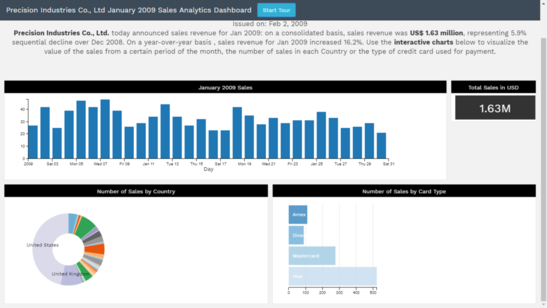 Precision Industries Co., Ltd January 2009 Sales Analytics Dashboard Start Tour
Issued on: Feb 2, 2009
Precision Industries Co., Ltd. today announced sales revenue for Jan 2009: on a consolidated basis, sales revenue was US$ 1.63 million, representing 5.9%
sequential decline over Dec 2008. On a year-over-year basis , sales revenue for Jan 2009 increased 16.2%. Use the interactive charts below to visualize the
value of the sales from a certain period of the month, the number of sales in each Country or the type of credit card used for payment.
January 2009 Sales
Total Sales in USD
1.63M
40
30
20
10
0
2009 Sat 03 Mon 05 Wed 07 Fri 09 Jan 11 Tue 13 Thu 15 Sat 17 Mon 19 Wed 21 Fri 23 Jan 25 Tue 27 Thu 29 Sat 31
Day
Number of Sales by Country
Number of Sales by Card Type
United States
United Kingdom
Amex
Diner
Mastercard
Visa
0 100 200 300 400 500